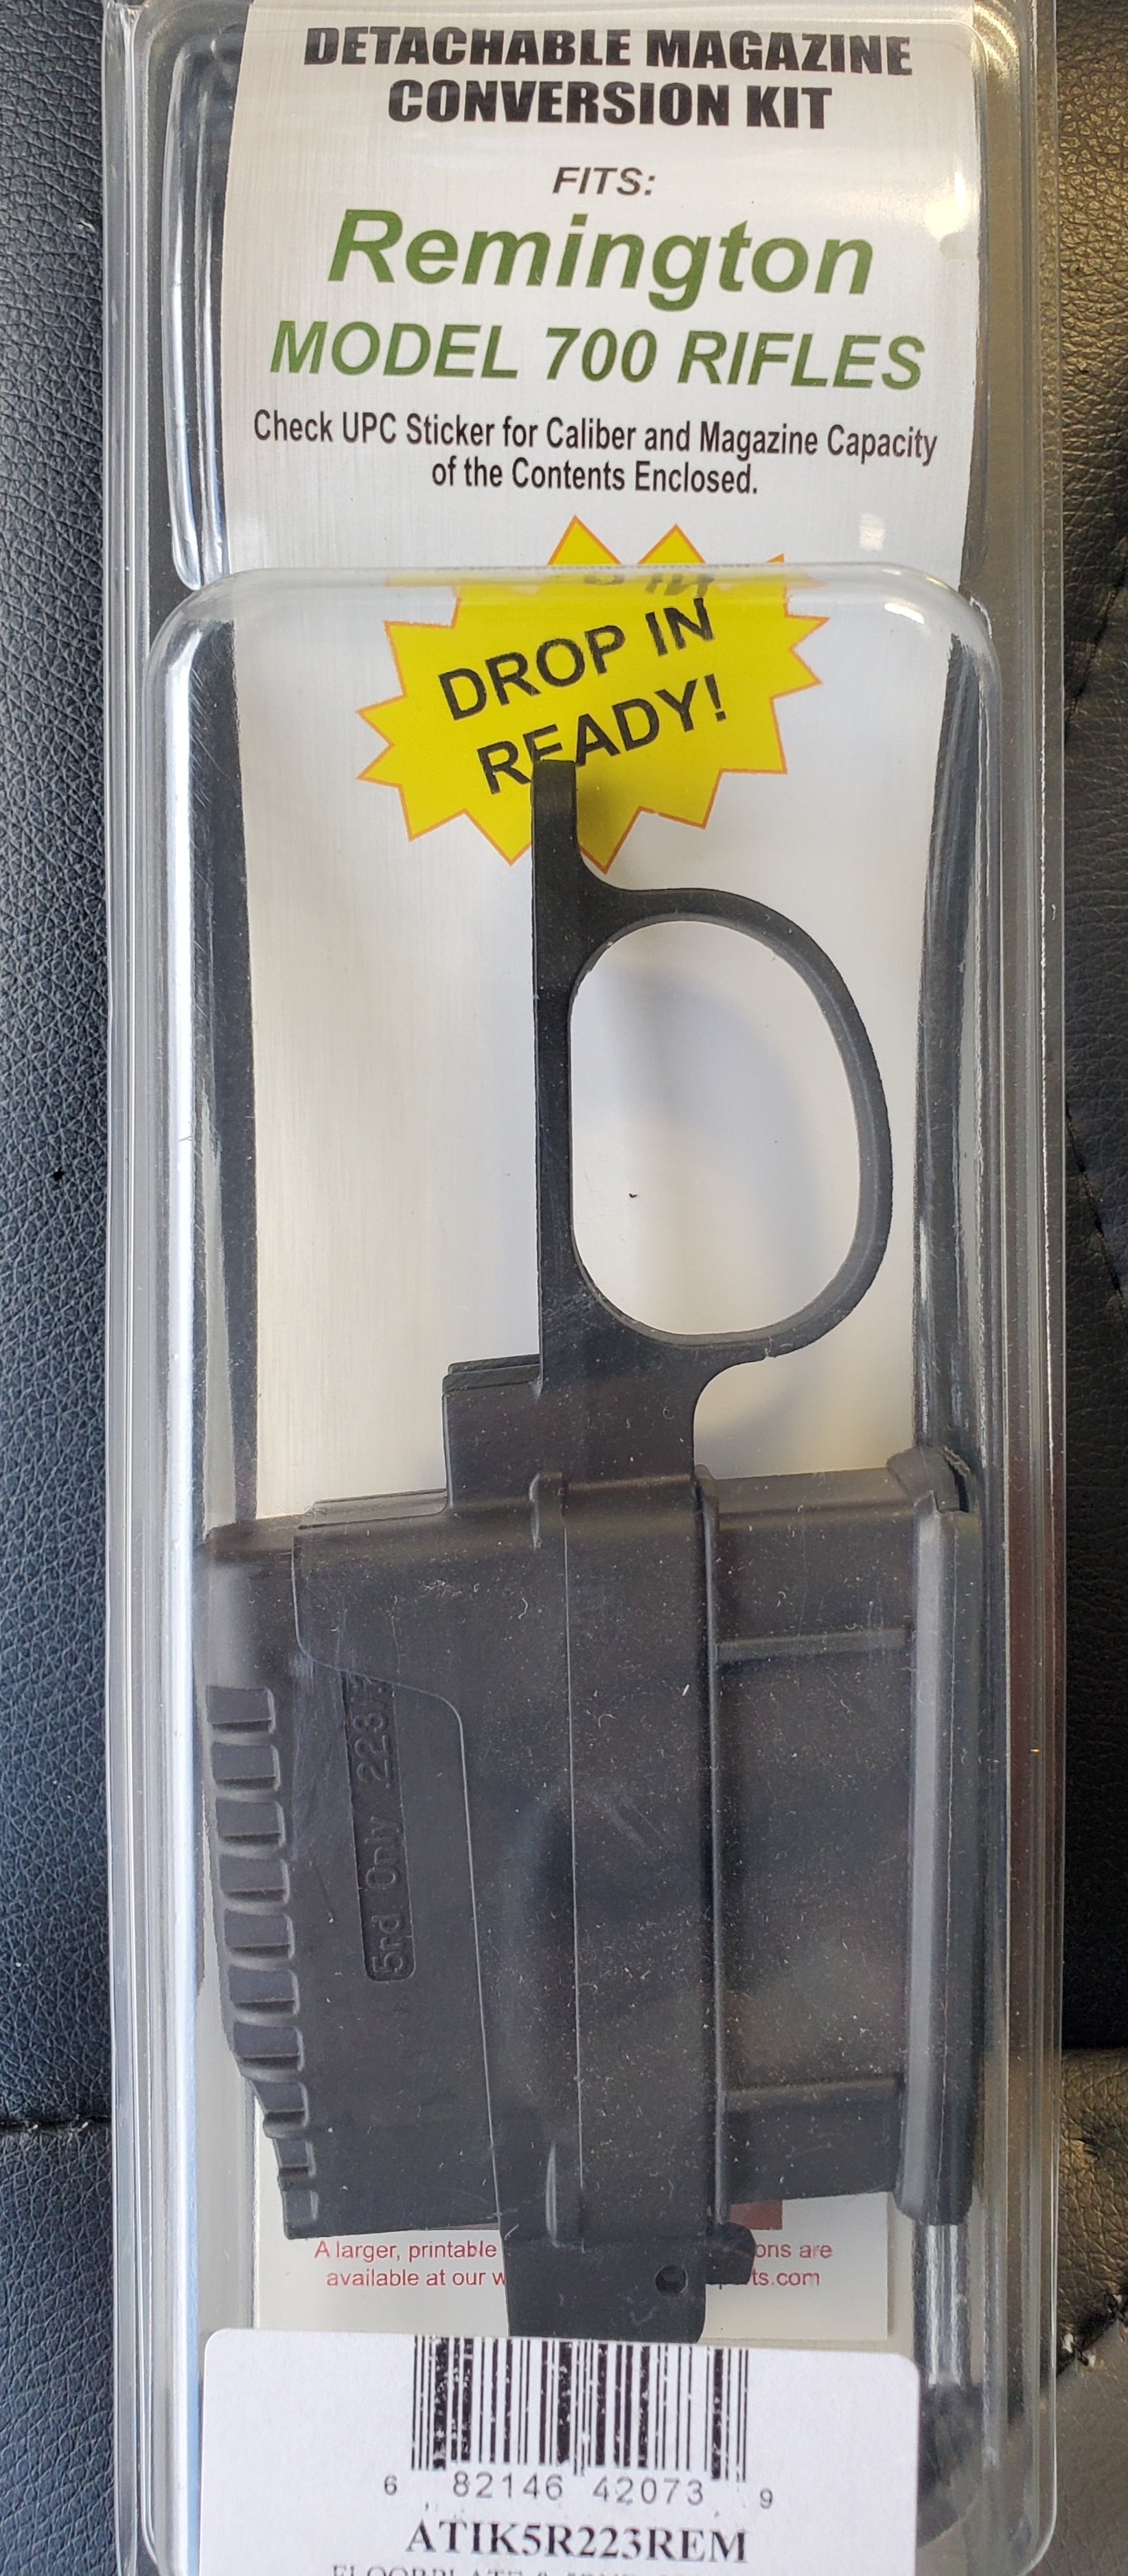 DETACHABLE MAGAZINE
CONVERSION KIT
FITS:
Remington
MODEL 700 RIFLES
Check UPC Sticker for Caliber and Magazine Capacity
of the Contents Enclosed.
DROP IN
READY!
5rd Only 223
A larger, printable
ons are
available at our w
rts.com
6 82146 42073 9
ATIK5R223REM